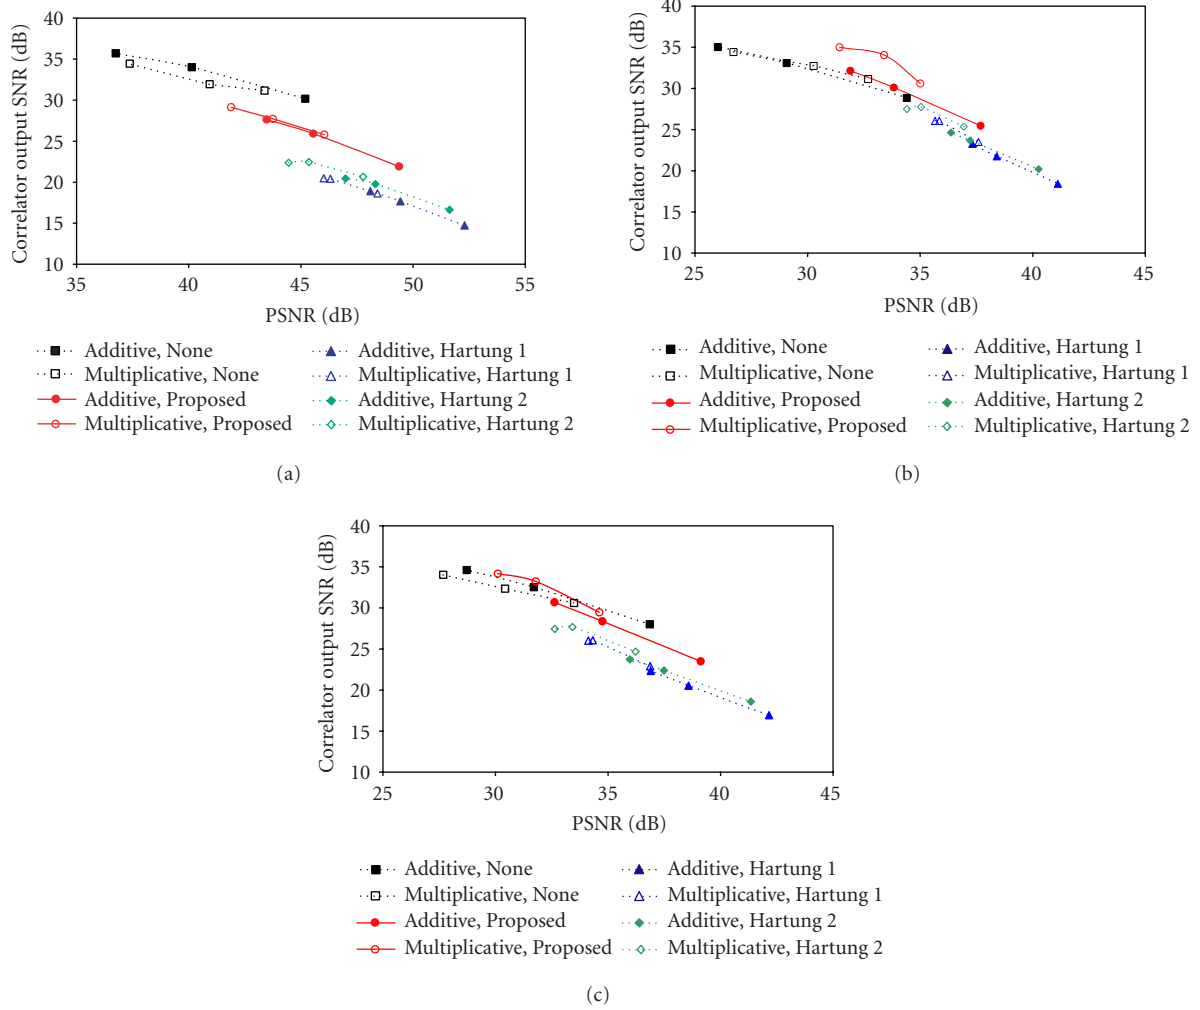 40
35
30
25
20
15
10
Correlator output SNR (dB)
35 40 45 50 55
PSNR (dB)
Additive, None
Multiplicative, None
Additive, Proposed
Multiplicative, Proposed
Additive, Hartung 1
Multiplicative, Hartung 1
Additive, Hartung 2
Multiplicative, Hartung 2
(a)
40
35
30
25
20
15
10
Correlator output SNR (dB)
25 30 35 40 45
PSNR (dB)
Additive, None
Multiplicative, None
Additive, Proposed
Multiplicative, Proposed
Additive, Hartung 1
Multiplicative, Hartung 1
Additive, Hartung 2
Multiplicative, Hartung 2
(b)
40
35
30
25
20
15
10
Correlator output SNR (dB)
25 30 35 40 45
PSNR (dB)
Additive, None
Multiplicative, None
Additive, Proposed
Multiplicative, Proposed
Additive, Hartung 1
Multiplicative, Hartung 1
Additive, Hartung 2
Multiplicative, Hartung 2
(c)